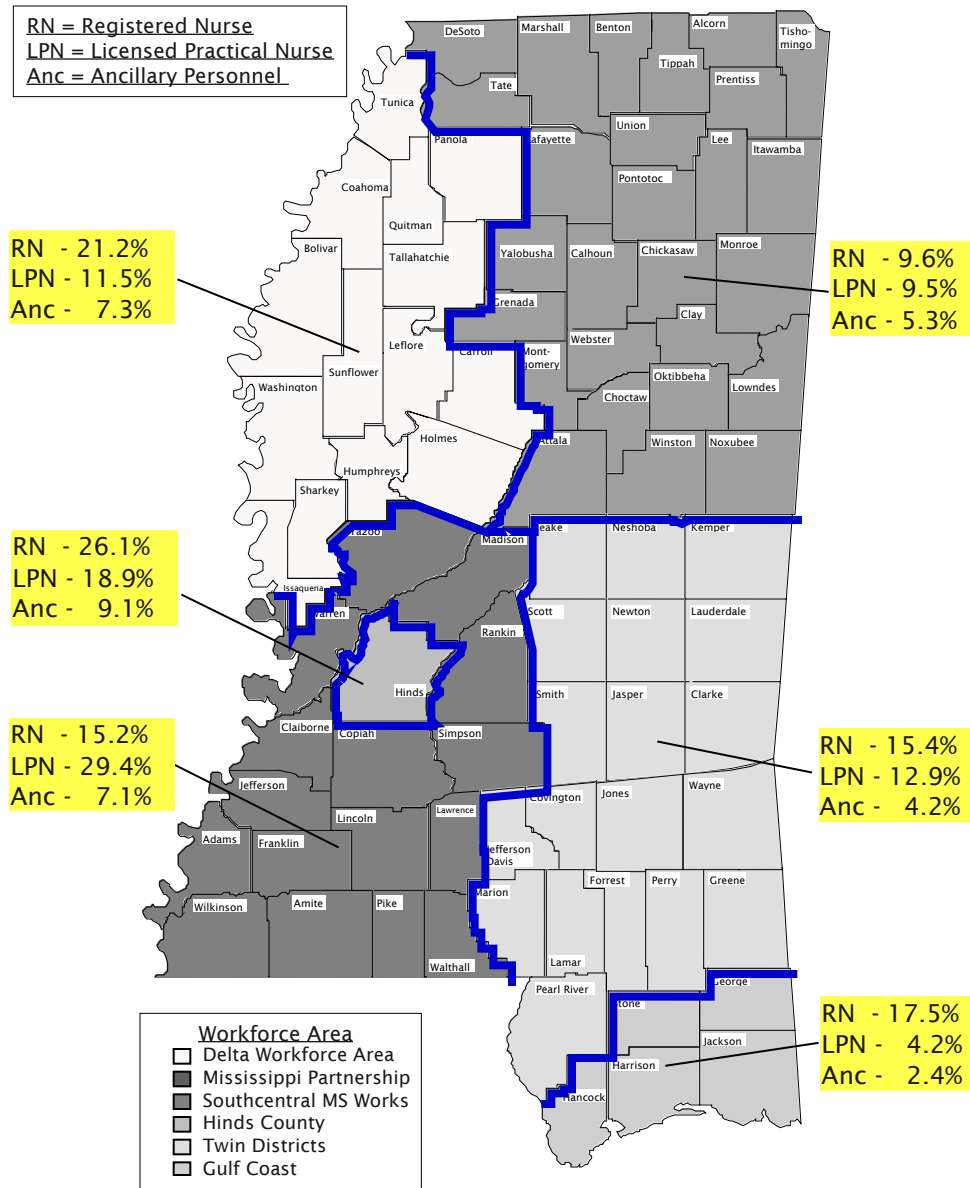 RN = Registered Nurse
LPN = Licensed Practical Nurse
Anc = Ancillary Personnel
DeSoto
Marshall
Benton
Alcorn
Tisho-
mingo
Tippah
Prentiss
Tate
Tunica
Union
Panola
Lafayette
Lee
Itawamba
Pontotoc
Coahoma
Quitman
Bolivar
Tallahatchie
Yalobusha
Calhoun
Chickasaw
Monroe
RN - 21.2%
LPN - 11.5%
Anc - 7.3%
RN - 9.6%
LPN - 9.5%
Anc - 5.3%
Grenada
Clay
Leflore
Carroll
Mont-
gomery
Webster
Sunflower
Washington
Oktibbeha
Lowndes
Choctaw
Holmes
Attala
Winston
Noxubee
Humphreys
Sharkey
Yazoo
Madison
Leake
Neshoba
Kemper
RN - 26.1%
LPN - 18.9%
Anc - 9.1%
Issaquena
Warren
Scott
Newton
Lauderdale
Rankin
Hinds
Smith
Jasper
Clarke
Claiborne
Copiah
Simpson
RN - 15.2%
LPN - 29.4%
Anc - 7.1%
RN - 15.4%
LPN - 12.9%
Anc - 4.2%
Jefferson
Lincoln
Lawrence
Covington
Jones
Wayne
Adams
Franklin
Jefferson
Davis
Wilkinson
Amite
Pike
Marion
Forrest
Perry
Greene
Walthall
Lamar
Pearl River
George
Stone
Jackson
Harrison
Hancock
RN - 17.5%
LPN - 4.2%
Anc - 2.4%
Workforce Area
Delta Workforce Area
Mississippi Partnership
Southcentral MS Works
Hinds County
Twin Districts
Gulf Coast